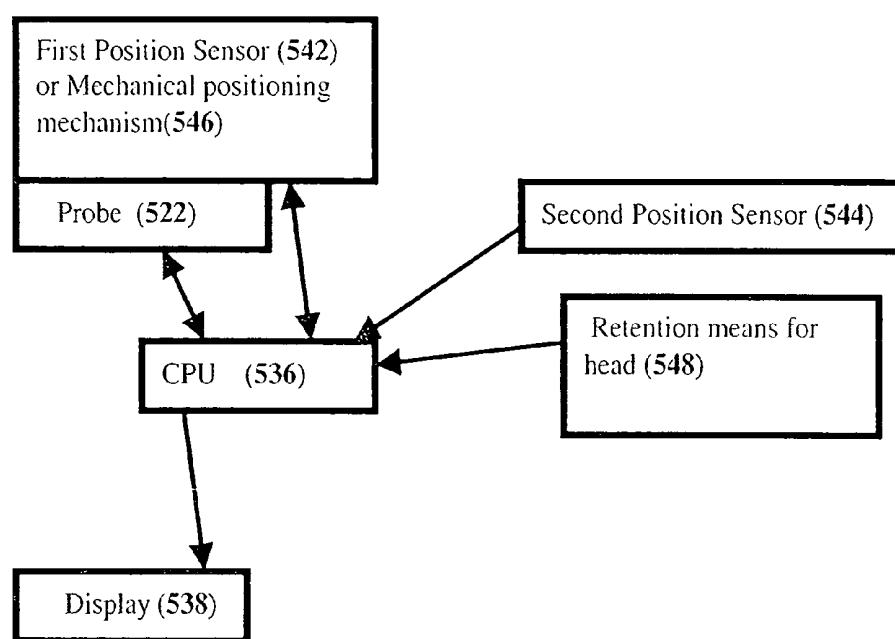 First Position Sensor (542)
or Mechanical positioning
mechanism(546)
Probe (522)
Second Position Sensor (544)
Retention means for
head (548)
CPU (536)
Display (538)